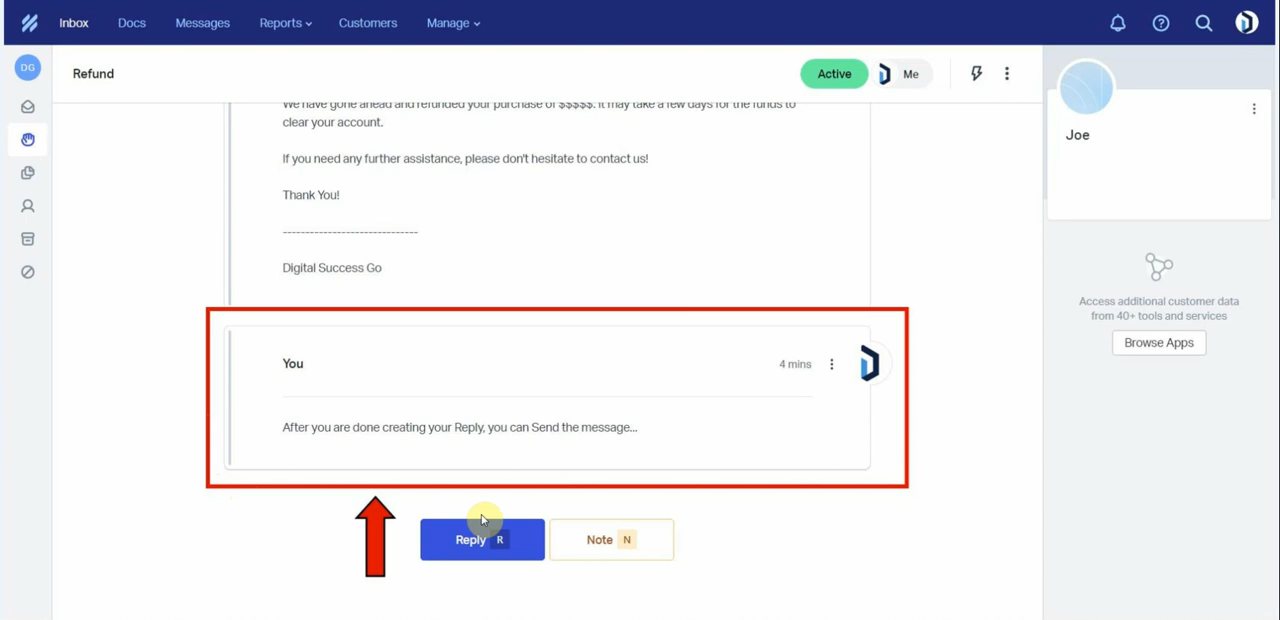 Inbox Docs Messages Reports Customers Manage
DG
Refund
Active Me
We have gone ahead and refunded your purchase of $$$$$. It may take a few days for the funds to
clear your account.
If you need any further assistance, please don't hesitate to contact us!
Thank You!
------------------------------
Digital Success Go
You 4 mins
After you are done creating your Reply, you can Send the message...
Reply R Note N
Joe
Access additional customer data
from 40+ tools and services
Browse Apps